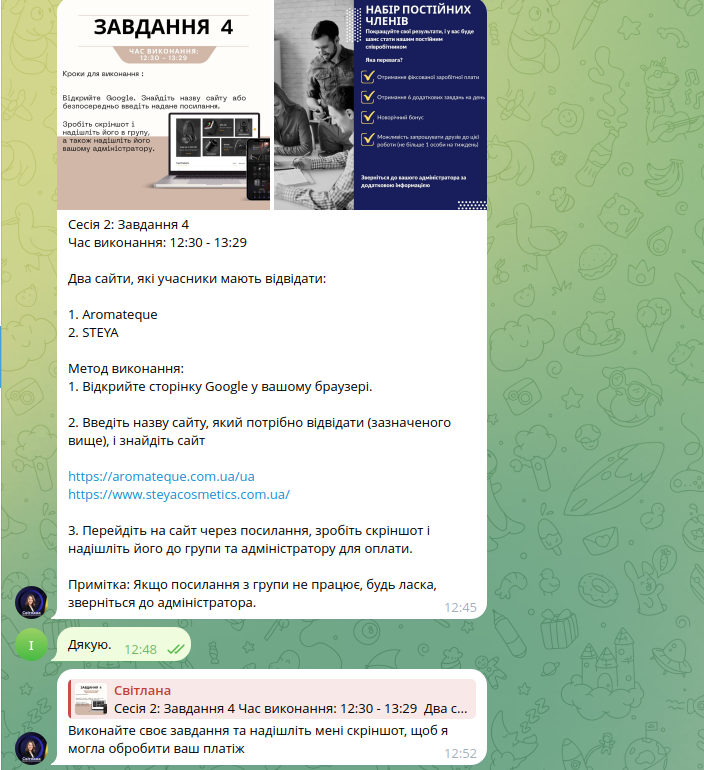 ЗАВДАННЯ 4
ЧАС ВИКОНАННЯ:
12:30 - 13:29
Кроки для виконання :
Відкрийте Google. Знайдіть назву сайту або
безпосередньо введіть надане посилання.
Зробіть скріншот і
надішліть його в групу,
а також надішліть його
вашому адміністратору.
НАБІР ПОСТІЙНИХ
ЧЛЕНІВ
Покращуйте свої результати, і у вас буде
шанс стати нашим постійним
співробітником
Яка перевага?
Отримання фіксованої заробітної плати
Отримання 6 додаткових завдань на день
Новорічний бонус
Можливість запрошувати друзів до цієї
роботи (не більше 1 особи на тиждень)
Зверніться до вашого адміністратора за
додатковою інформацією
Сесія 2: Завдання 4
Час виконання: 12:30 - 13:29
Два сайти, які учасники мають відвідати:
1. Aromateque
2. STEYA
Метод виконання:
1. Відкрийте сторінку Google у вашому браузері.
2. Введіть назву сайту, який потрібно відвідати (зазначеного
вище), і знайдіть сайт
https://aromateque.com.ua/ua
https://www.steyacosmetics.com.ua/
3. Перейдіть на сайт через посилання, зробіть скріншот і
надішліть його до групи та адміністратору для оплати.
Примітка: Якщо посилання з групи не працює, будь ласка,
зверніться до адміністратора.
12:45
І
Дякую.
12:48
Світлана
Сесія 2: Завдання 4 Час виконання: 12:30 - 13:29 Два с...
Виконайте своє завдання та надішліть мені скріншот, щоб я
могла обробити ваш платіж
12:52